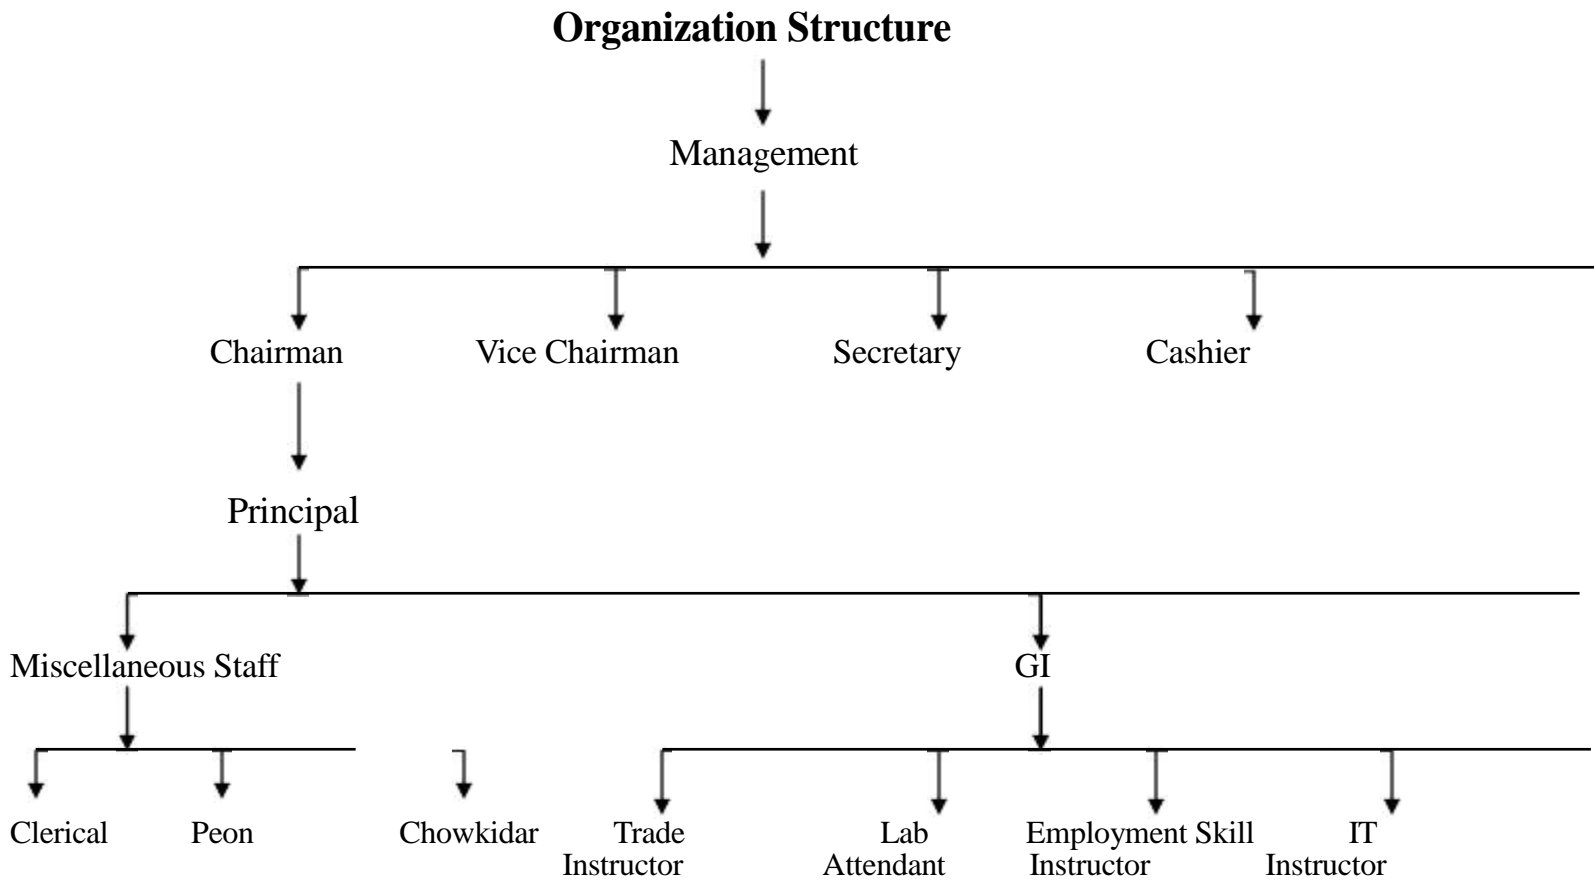 Organization Structure
Management
Chairman
Vice Chairman
Secretary
Cashier
Principal
Miscellaneous Staff
GI
Clerical
Peon
Chowkidar
Trade
Instructor
Lab
Attendant
Employment Skill
Instructor
IT
Instructor